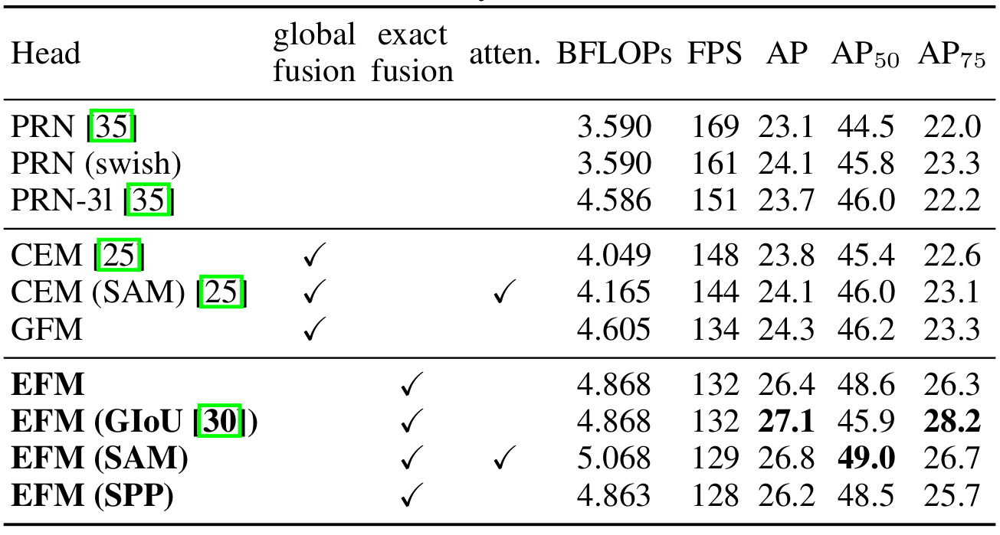 Head global fusion exact fusion atten. BFLOPs FPS AP AP50 AP75
PRN [35] 3.590 169 23.1 44.5 22.0
PRN (swish) 3.590 161 24.1 45.8 23.3
PRN-3l [35] 4.586 151 23.7 46.0 22.2
CEM [25] ✓ 4.049 148 23.8 45.4 22.6
CEM (SAM) [25] ✓ ✓ 4.165 144 24.1 46.0 23.1
GFM ✓ 4.605 134 24.3 46.2 23.3
EFM ✓ 4.868 132 26.4 48.6 26.3
EFM (GIoU [30]) ✓ 4.868 132 27.1 45.9 28.2
EFM (SAM) ✓ ✓ 5.068 129 26.8 49.0 26.7
EFM (SPP) ✓ 4.863 128 26.2 48.5 25.7